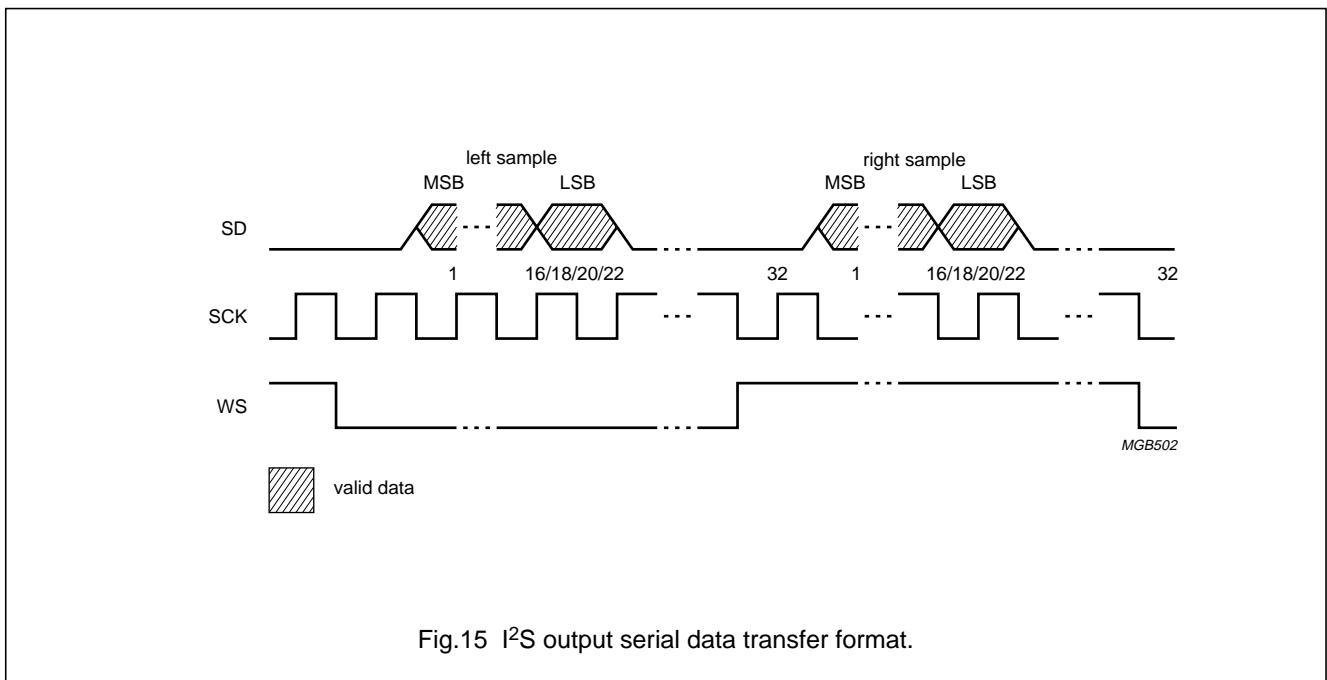 left sample
right sample
MSB LSB MSB LSB
SD
1 16/18/20/22 32 1 16/18/20/22 32
SCK
WS
MGB502
valid data
Fig.15 I²S output serial data transfer format.